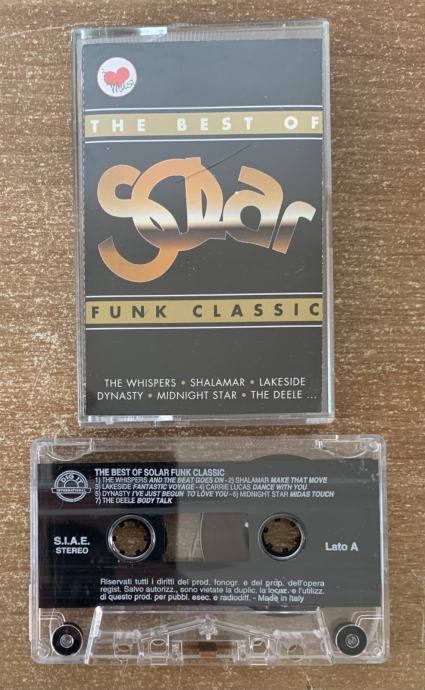 I ❤ MUSIC
THE BEST OF
Solar
FUNK CLASSIC
THE WHISPERS • SHALAMAR • LAKESIDE
DYNASTY • MIDNIGHT STAR • THE DEELE ...
DIG IT
INTERNATIONAL
THE BEST OF SOLAR FUNK CLASSIC
1) THE WHISPERS AND THE BEAT GOES ON - 2) SHALAMAR MAKE THAT MOVE
3) LAKESIDE FANTASTIC VOYAGE - 4) CARRIE LUCAS DANCE WITH YOU
5) DYNASTY I'VE JUST BEGUN TO LOVE YOU - 6) MIDNIGHT STAR MIDAS TOUCH
7) THE DEELE BODY TALK
S.I.A.E.
STEREO
Lato A
Riservati tutti i diritti del prod. fonogr. e del prop. dell'opera
regist. Salvo autorizz., sono vietate la duplic. la locaz. e l'utilizz.
di questo prod. per pubbl. esec. e radiodiff. - Made in Italy